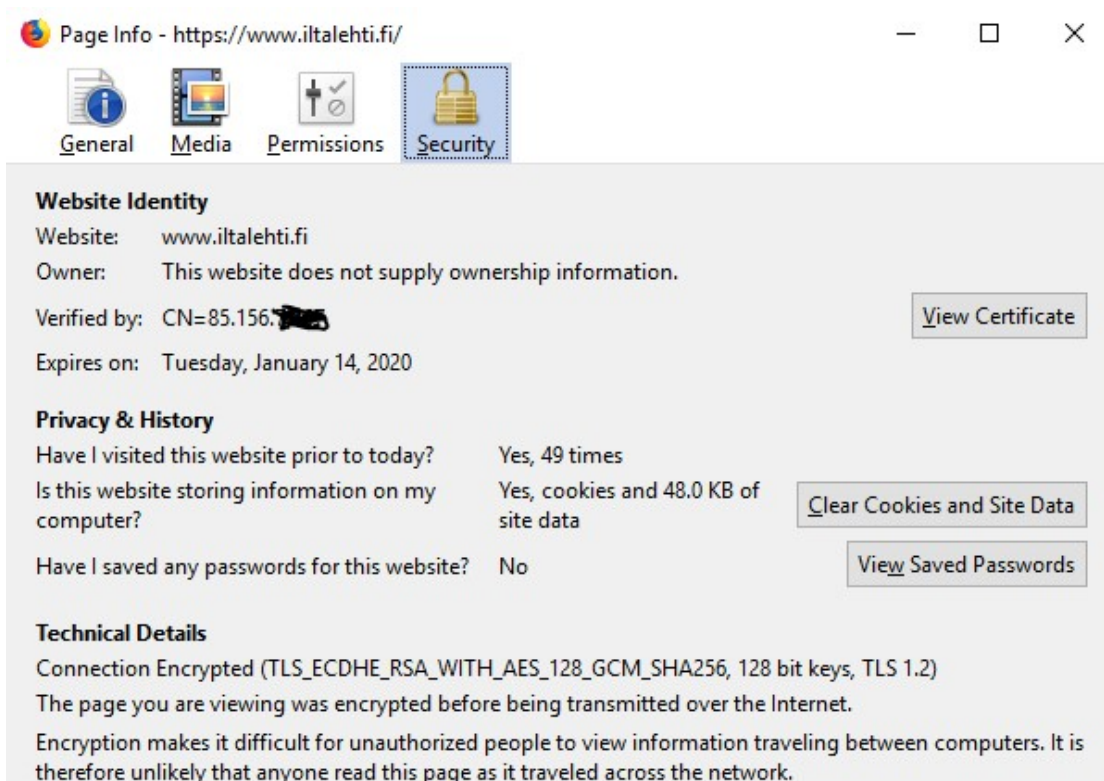 Page Info - https://www.iltalehti.fi/
General Media Permissions Security
Website Identity
Website: www.iltalehti.fi
Owner: This website does not supply ownership information.
Verified by: CN=85.156. View Certificate
Expires on: Tuesday, January 14, 2020
Privacy & History
Have I visited this website prior to today? Yes, 49 times
Is this website storing information on my Yes, cookies and 48.0 KB of
computer? site data Clear Cookies and Site Data
Have I saved any passwords for this website? No View Saved Passwords
Technical Details
Connection Encrypted (TLS_ECDHE_RSA_WITH_AES_128_GCM_SHA256, 128 bit keys, TLS 1.2)
The page you are viewing was encrypted before being transmitted over the Internet.
Encryption makes it difficult for unauthorized people to view information traveling between computers. It is
therefore unlikely that anyone read this page as it traveled across the network.